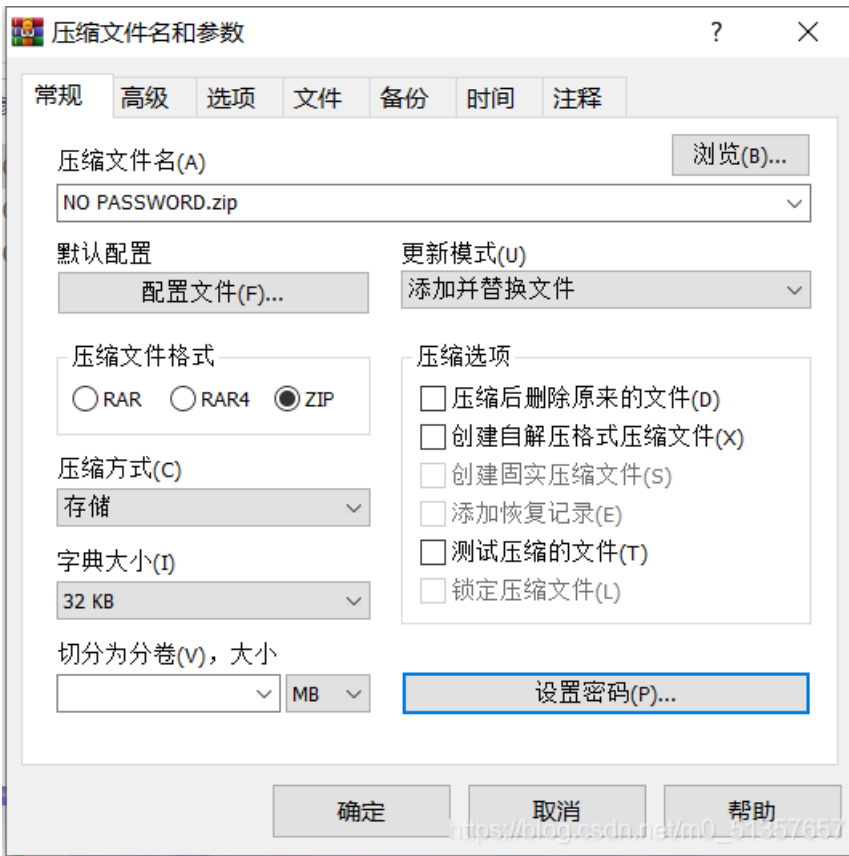 压缩文件名和参数
常规 高级 选项 文件 备份 时间 注释
压缩文件名(A)
浏览(B)...
NO PASSWORD.zip
默认配置
配置文件(F)...
更新模式(U)
添加并替换文件
压缩文件格式
RAR RAR4 ZIP
压缩方式(C)
存储
字典大小(I)
32 KB
切分为分卷(V)，大小
MB
压缩选项
压缩后删除原来的文件(D)
创建自解压格式压缩文件(X)
创建固实压缩文件(S)
添加恢复记录(E)
测试压缩的文件(T)
锁定压缩文件(L)
设置密码(P)...
确定 取消 帮助
https://blog.csdn.net/m0_51357657